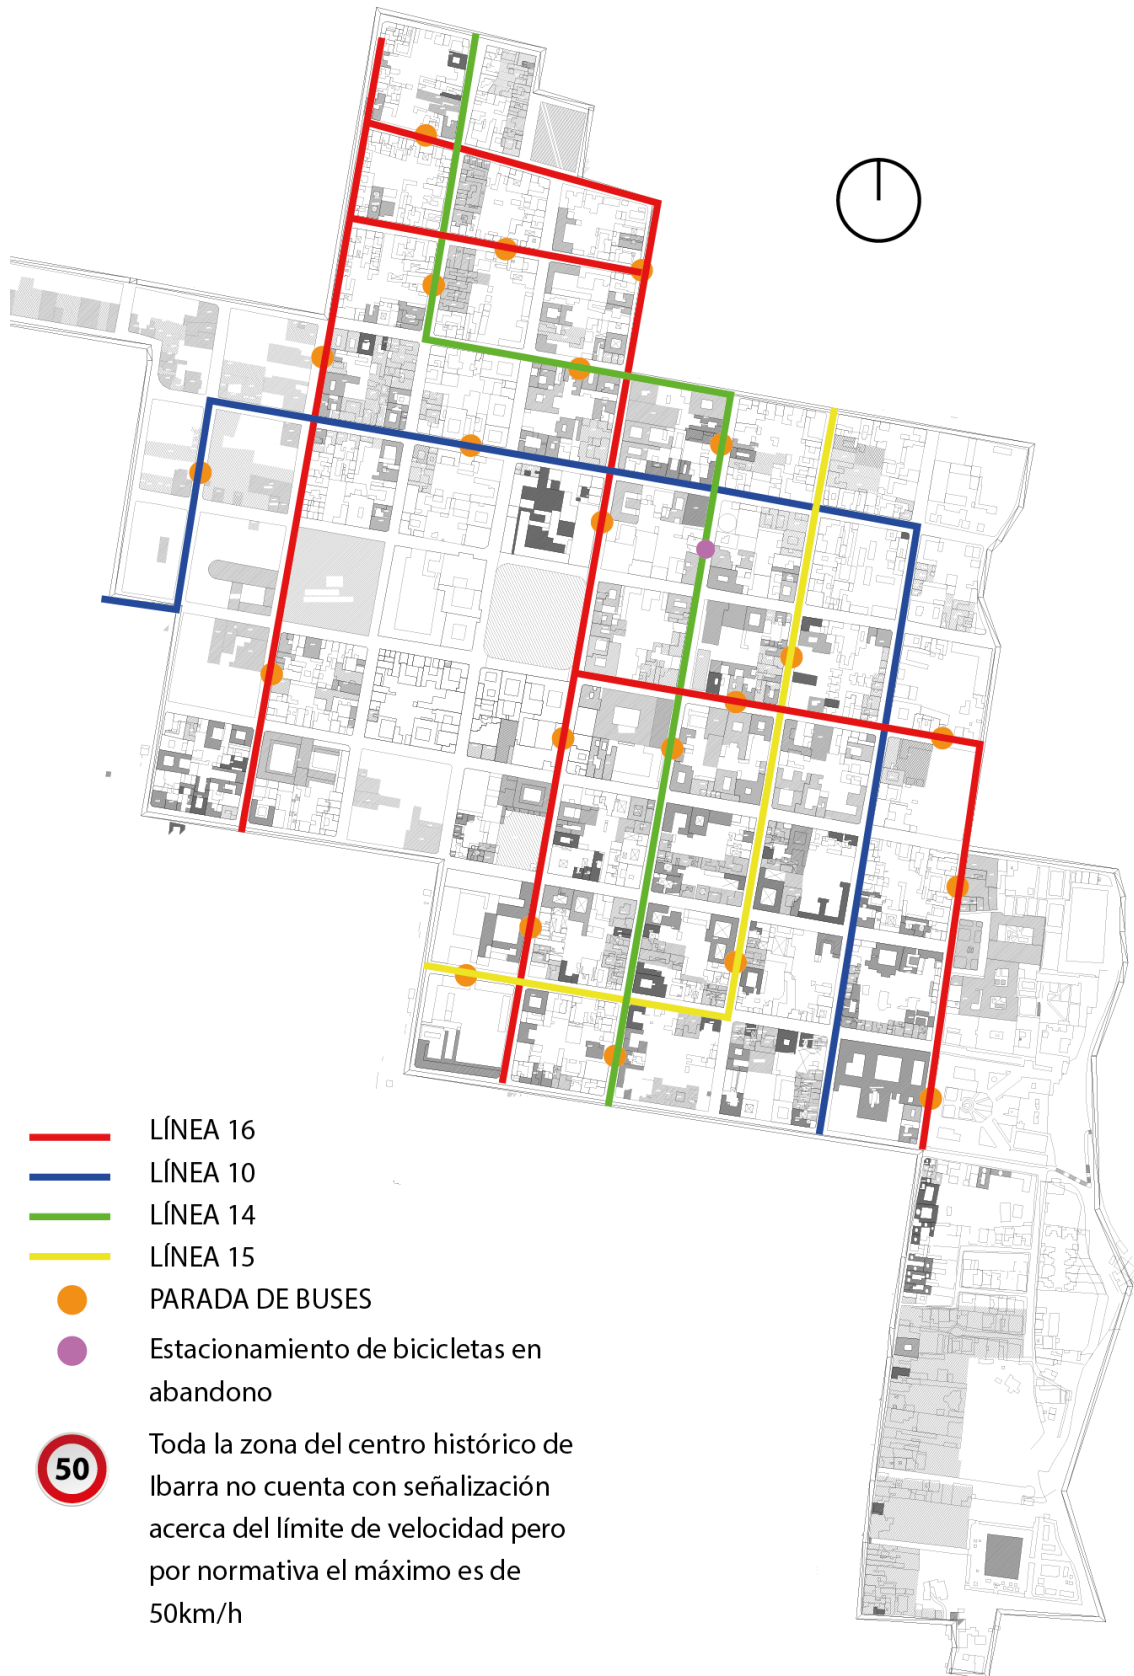 LÍNEA 16
LÍNEA 10
LÍNEA 14
LÍNEA 15
PARADA DE BUSES
Estacionamiento de bicicletas en
abandono
50
Toda la zona del centro histórico de
Ibarra no cuenta con señalización
acerca del límite de velocidad pero
por normativa el máximo es de
50km/h